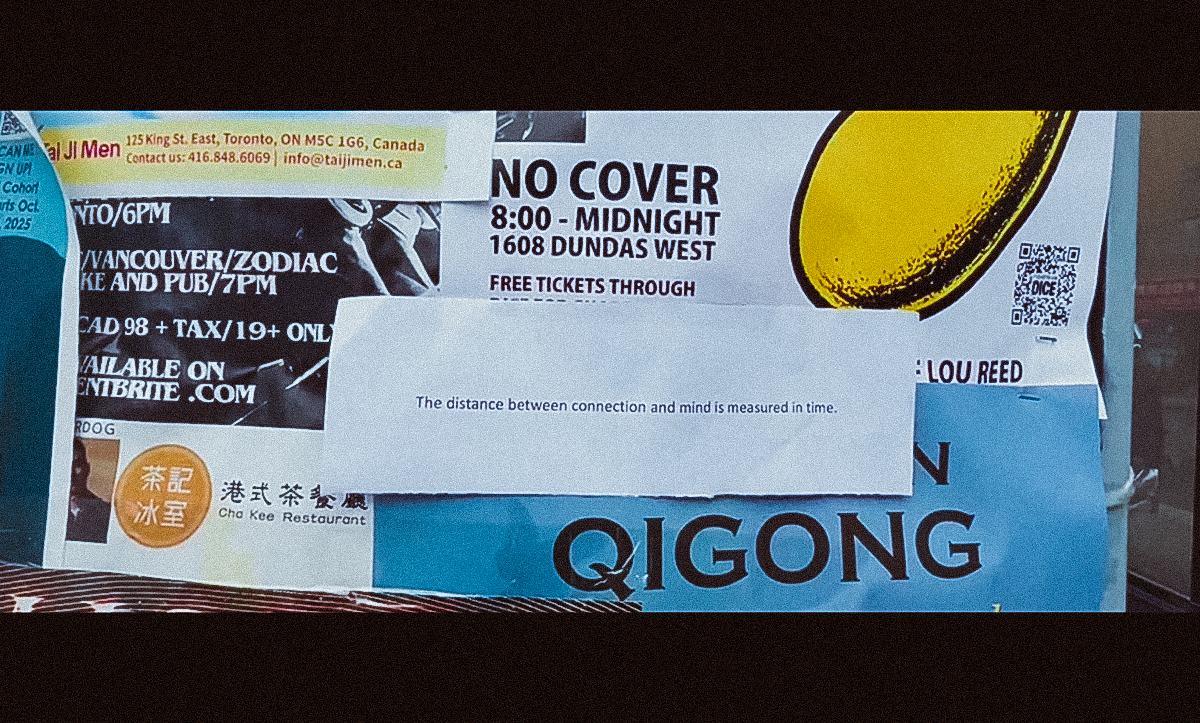 CAN ME
GN UP!
Cohort
rts Oct.
2025
Tai Ji Men
125 King St. East, Toronto, ON M5C 1G6, Canada
Contact us: 416.848.6069 | info@taijimen.ca
NTO/6PM
/VANCOUVER/ZODIAC
KE AND PUB/7PM
CAD 98 + TAX/19+ ONLY
VAILABLE ON
ENTBRITE .COM
RDOG
茶記
冰室
港式茶餐廳
Cha Kee Restaurant
NO COVER
8:00 - MIDNIGHT
1608 DUNDAS WEST
FREE TICKETS THROUGH
DICE
LOU REED
The distance between connection and mind is measured in time.
N
QIGONG